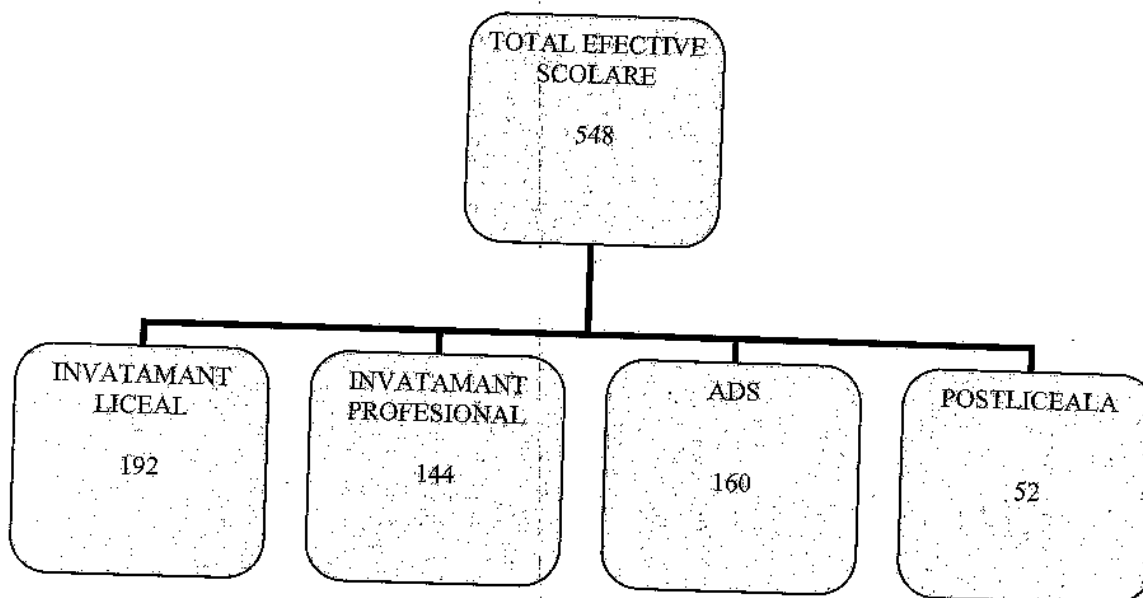 TOTAL EFECTIVE
SCOLARE
548
INVATAMANT
LICEAL
192
INVATAMANT
PROFESIONAL
144
ADS
160
POSTLICEALA
52